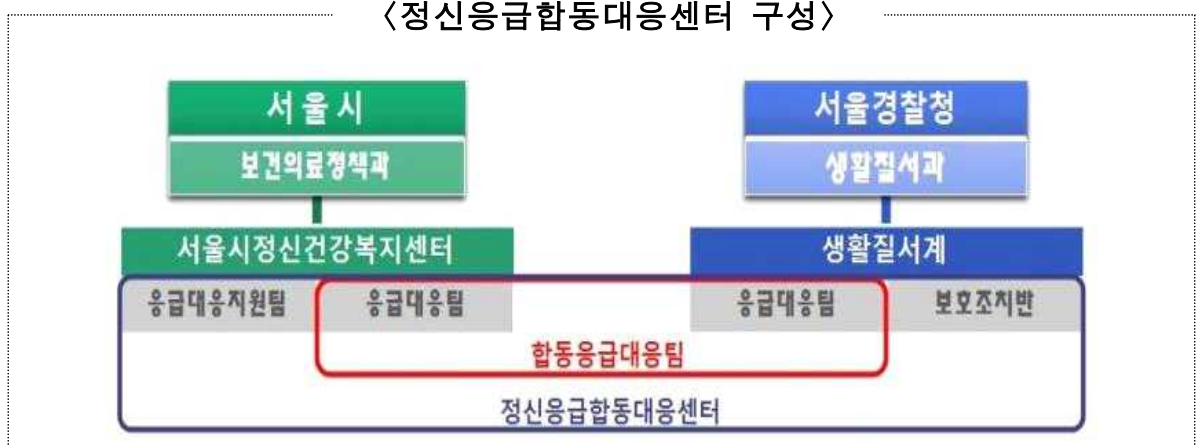 〈정신응급합동대응센터 구성〉
서울시 서울경찰청
보건의료정책과 생활질서과
서울시정신건강복지센터 생활질서계
응급대응지원팀 응급대응팀 응급대응팀 보호조치반
합동응급대응팀
정신응급합동대응센터